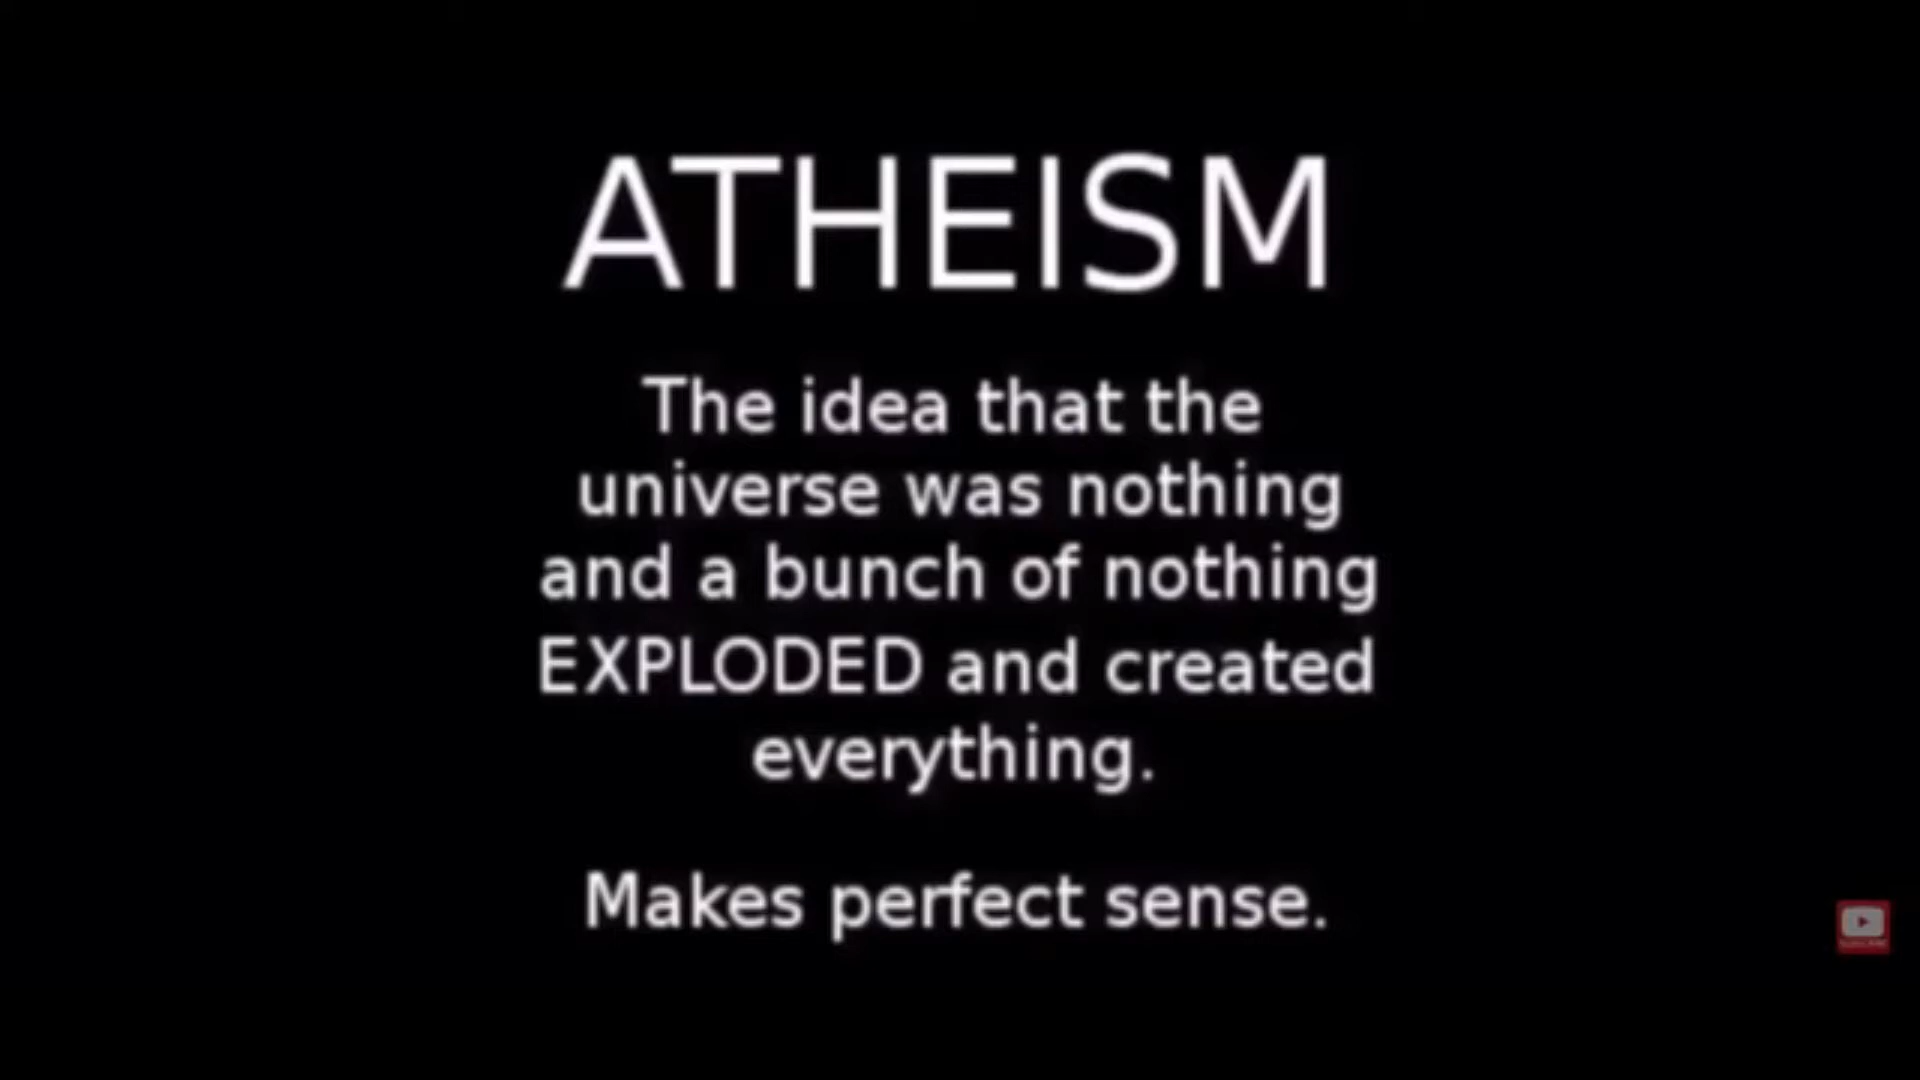 ATHEISM
The idea that the
universe was nothing
and a bunch of nothing
EXPLODED and created
everything.
Makes perfect sense.